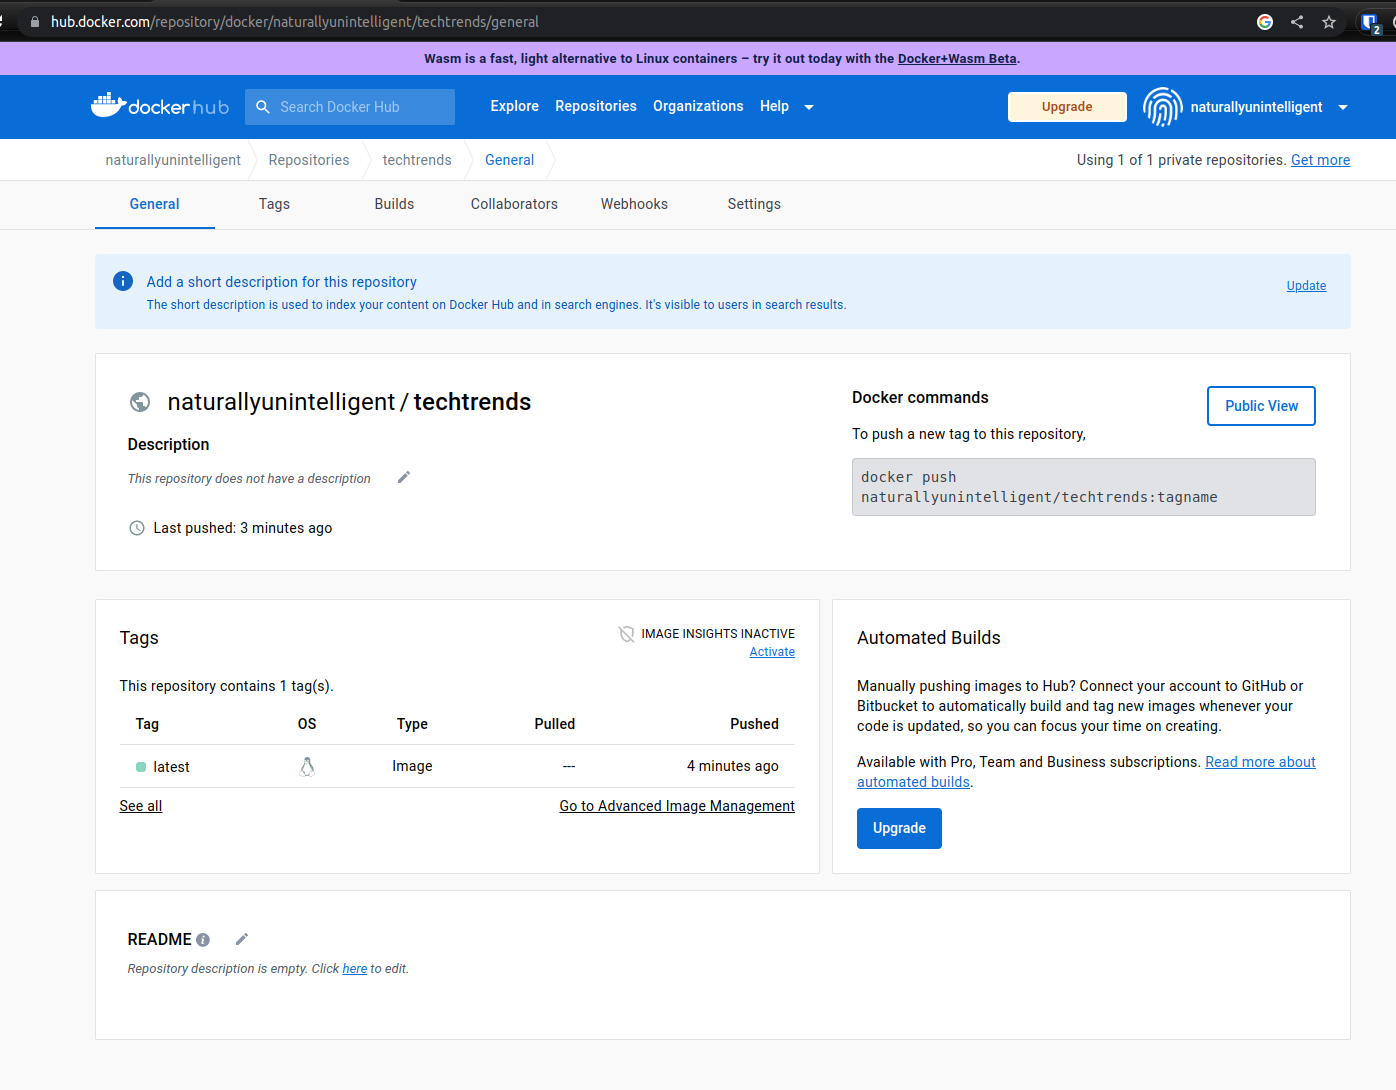 hub.docker.com/repository/docker/naturallyunintelligent/techtrends/general
2
Wasm is a fast, light alternative to Linux containers – try it out today with the Docker+Wasm Beta.
dockerhub
Search Docker Hub
Explore Repositories Organizations Help
Upgrade
naturallyunintelligent
naturallyunintelligent Repositories techtrends General
Using 1 of 1 private repositories. Get more
General Tags Builds Collaborators Webhooks Settings
Add a short description for this repository
The short description is used to index your content on Docker Hub and in search engines. It's visible to users in search results.
Update
naturallyunintelligent / techtrends
Description
This repository does not have a description
Last pushed: 3 minutes ago
Docker commands
Public View
To push a new tag to this repository,
docker push
naturallyunintelligent/techtrends:tagname
Tags
IMAGE INSIGHTS INACTIVE
Activate
This repository contains 1 tag(s).
Tag OS Type Pulled Pushed
latest Image --- 4 minutes ago
See all
Go to Advanced Image Management
Automated Builds
Manually pushing images to Hub? Connect your account to GitHub or
Bitbucket to automatically build and tag new images whenever your
code is updated, so you can focus your time on creating.
Available with Pro, Team and Business subscriptions. Read more about
automated builds.
Upgrade
README
Repository description is empty. Click here to edit.